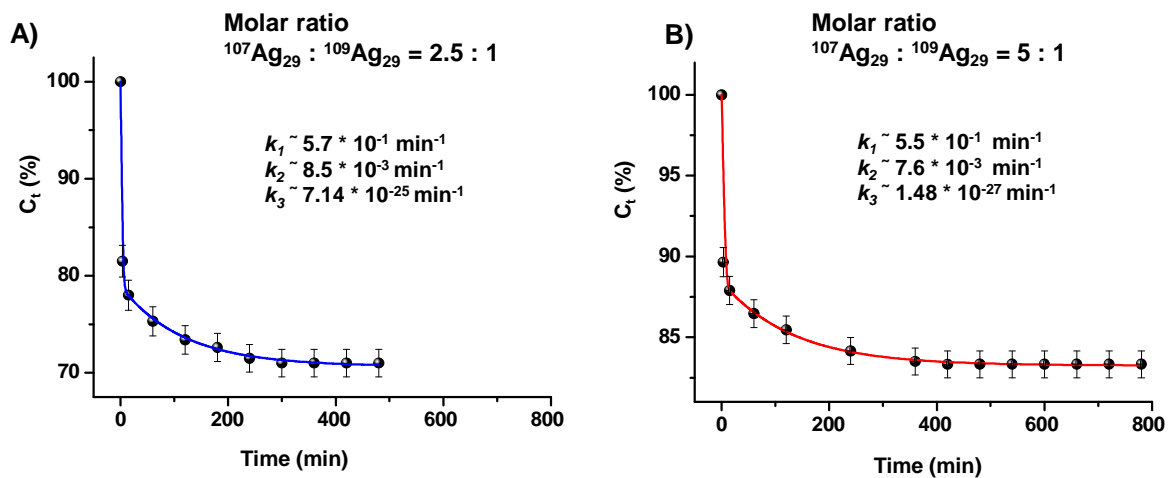 A)
Molar ratio
¹⁰⁷Ag₂₉ : ¹⁰⁹Ag₂₉ = 2.5 : 1
k₁ ~ 5.7 * 10⁻¹ min⁻¹
k₂ ~ 8.5 * 10⁻³ min⁻¹
k₃ ~ 7.14 * 10⁻²⁵ min⁻¹
Cₜ (%)
100
90
80
70
0 200 400 600 800
Time (min)
B)
Molar ratio
¹⁰⁷Ag₂₉ : ¹⁰⁹Ag₂₉ = 5 : 1
k₁ ~ 5.5 * 10⁻¹ min⁻¹
k₂ ~ 7.6 * 10⁻³ min⁻¹
k₃ ~ 1.48 * 10⁻²⁷ min⁻¹
Cₜ (%)
100
95
90
85
0 200 400 600 800
Time (min)